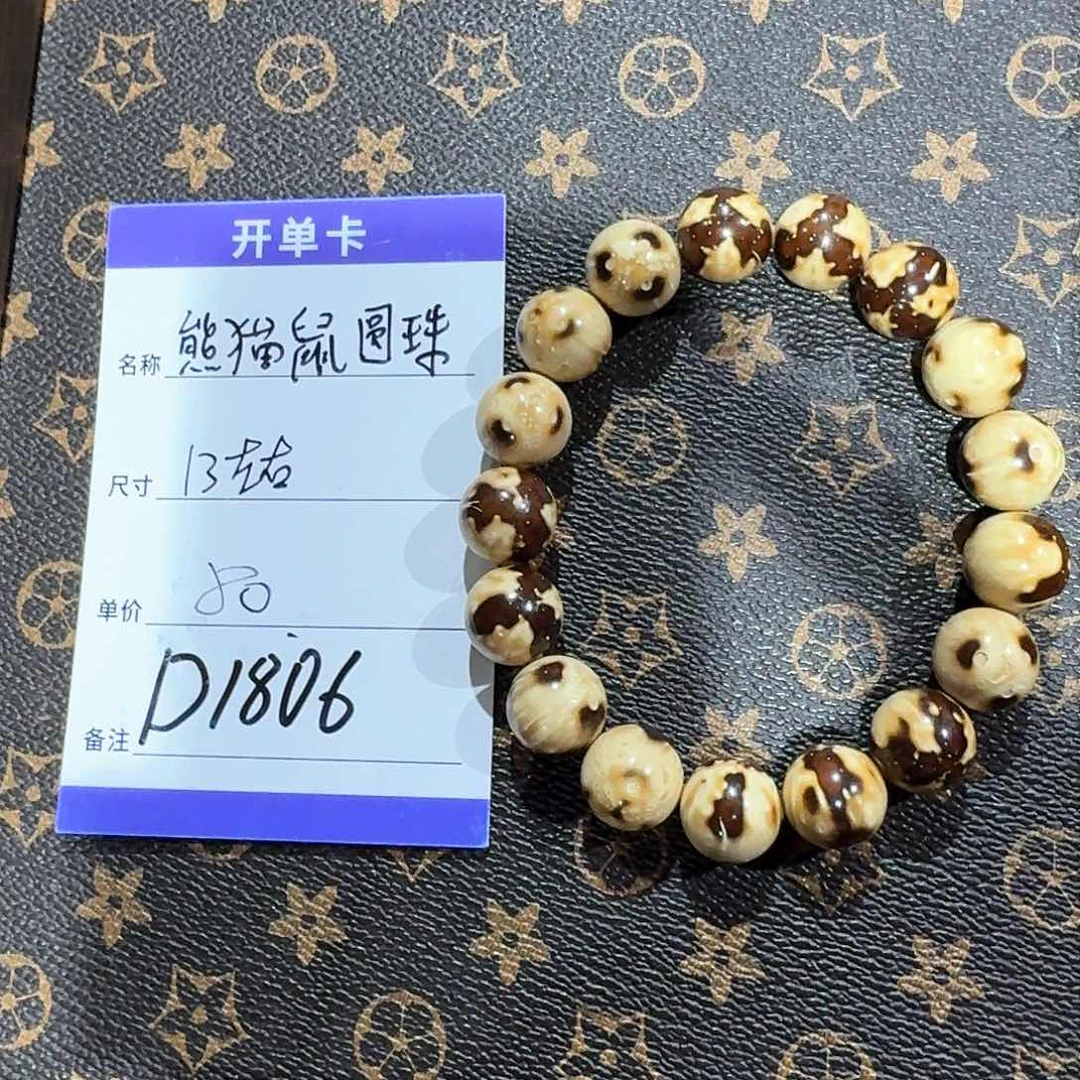 开单卡
名称 熊猫鼠圆珠
尺寸 13左右
单价 80
备注 D1806